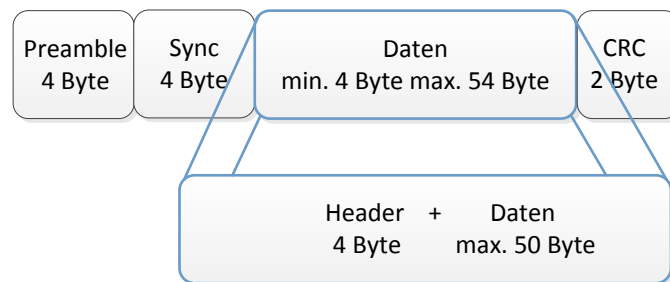 Preamble
4 Byte
Sync
4 Byte
Daten
min. 4 Byte max. 54 Byte
CRC
2 Byte
Header + Daten
4 Byte max. 50 Byte